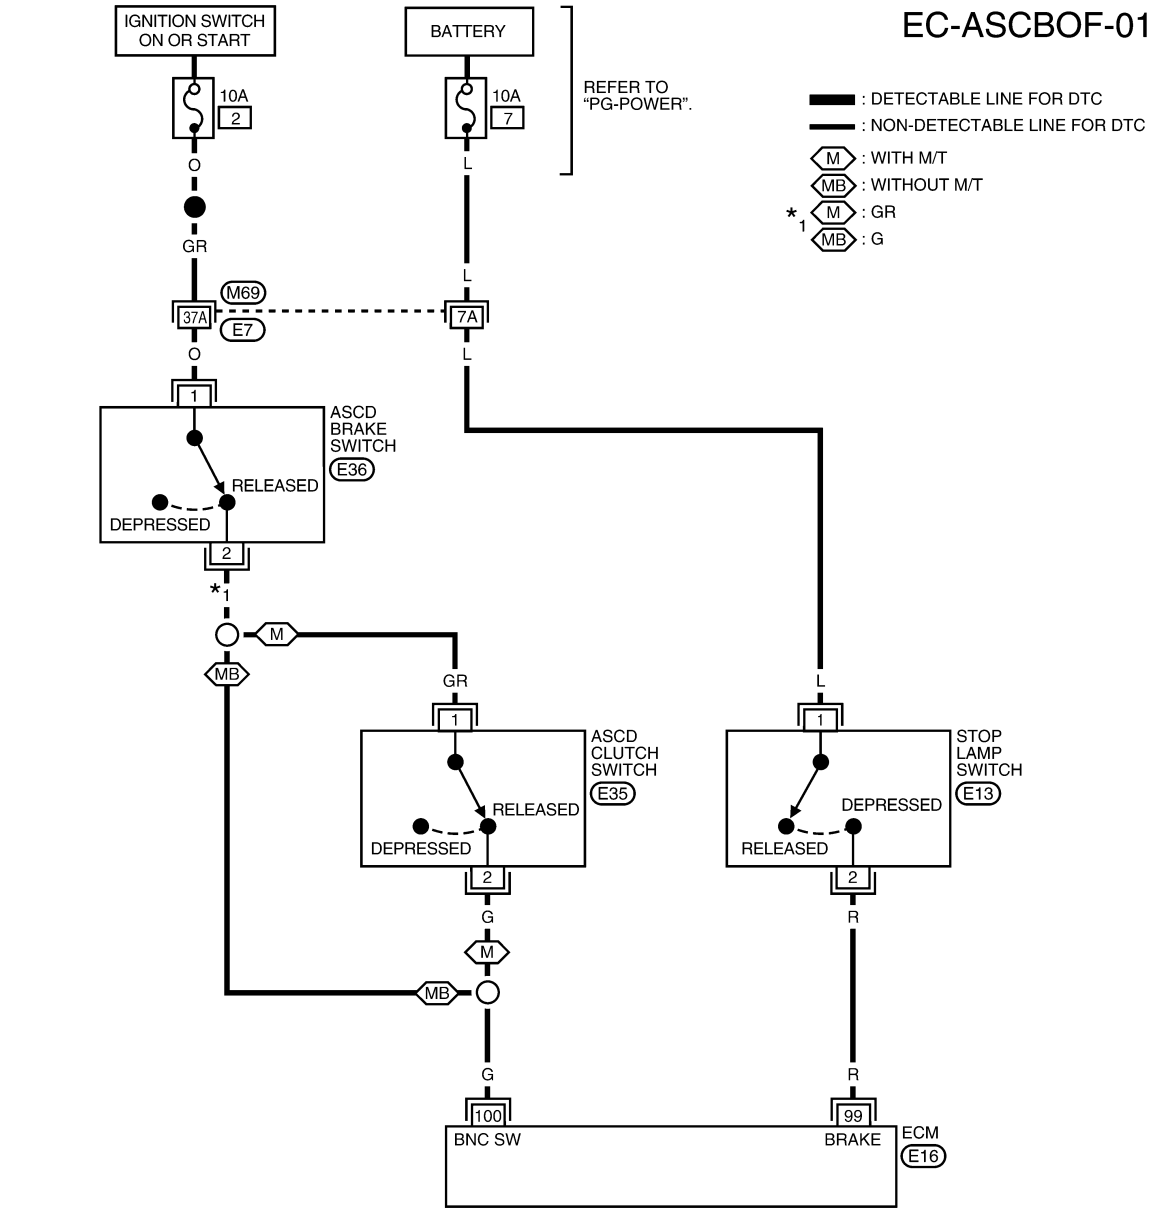 EC-ASCBOF-01
IGNITION SWITCH
ON OR START
BATTERY
10A
2
10A
7
REFER TO
“PG-POWER”.
: DETECTABLE LINE FOR DTC
: NON-DETECTABLE LINE FOR DTC
M : WITH M/T
MB : WITHOUT M/T
*1 M : GR
MB : G
O
L
GR
L
M69
37A
7A
E7
O
L
1
ASCD
BRAKE
SWITCH
E36
RELEASED
DEPRESSED
2
*1
M
MB
GR
L
1
ASCD
CLUTCH
SWITCH
E35
RELEASED
DEPRESSED
2
1
STOP
LAMP
SWITCH
E13
DEPRESSED
RELEASED
2
G
R
M
MB
G
R
100
99
BNC SW
BRAKE
ECM
E16